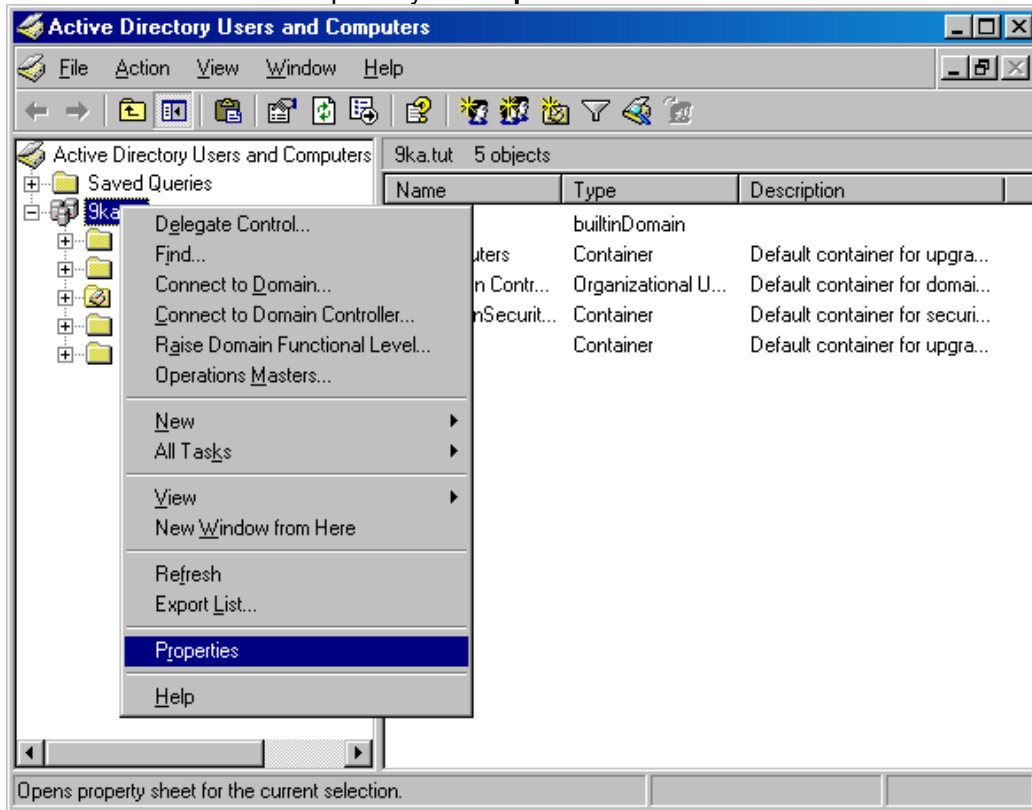 Active Directory Users and Computers
File Action View Window Help
Active Directory Users and Computers
Saved Queries
9ka
9ka.tut 5 objects
Name Type Description
builtinDomain
uters Container Default container for upgra...
n Contr... Organizational U... Default container for domai...
nSecurit... Container Default container for securi...
Container Default container for upgra...
Delegate Control...
Find...
Connect to Domain...
Connect to Domain Controller...
Raise Domain Functional Level...
Operations Masters...
New
All Tasks
View
New Window from Here
Refresh
Export List...
Properties
Help
Opens property sheet for the current selection.